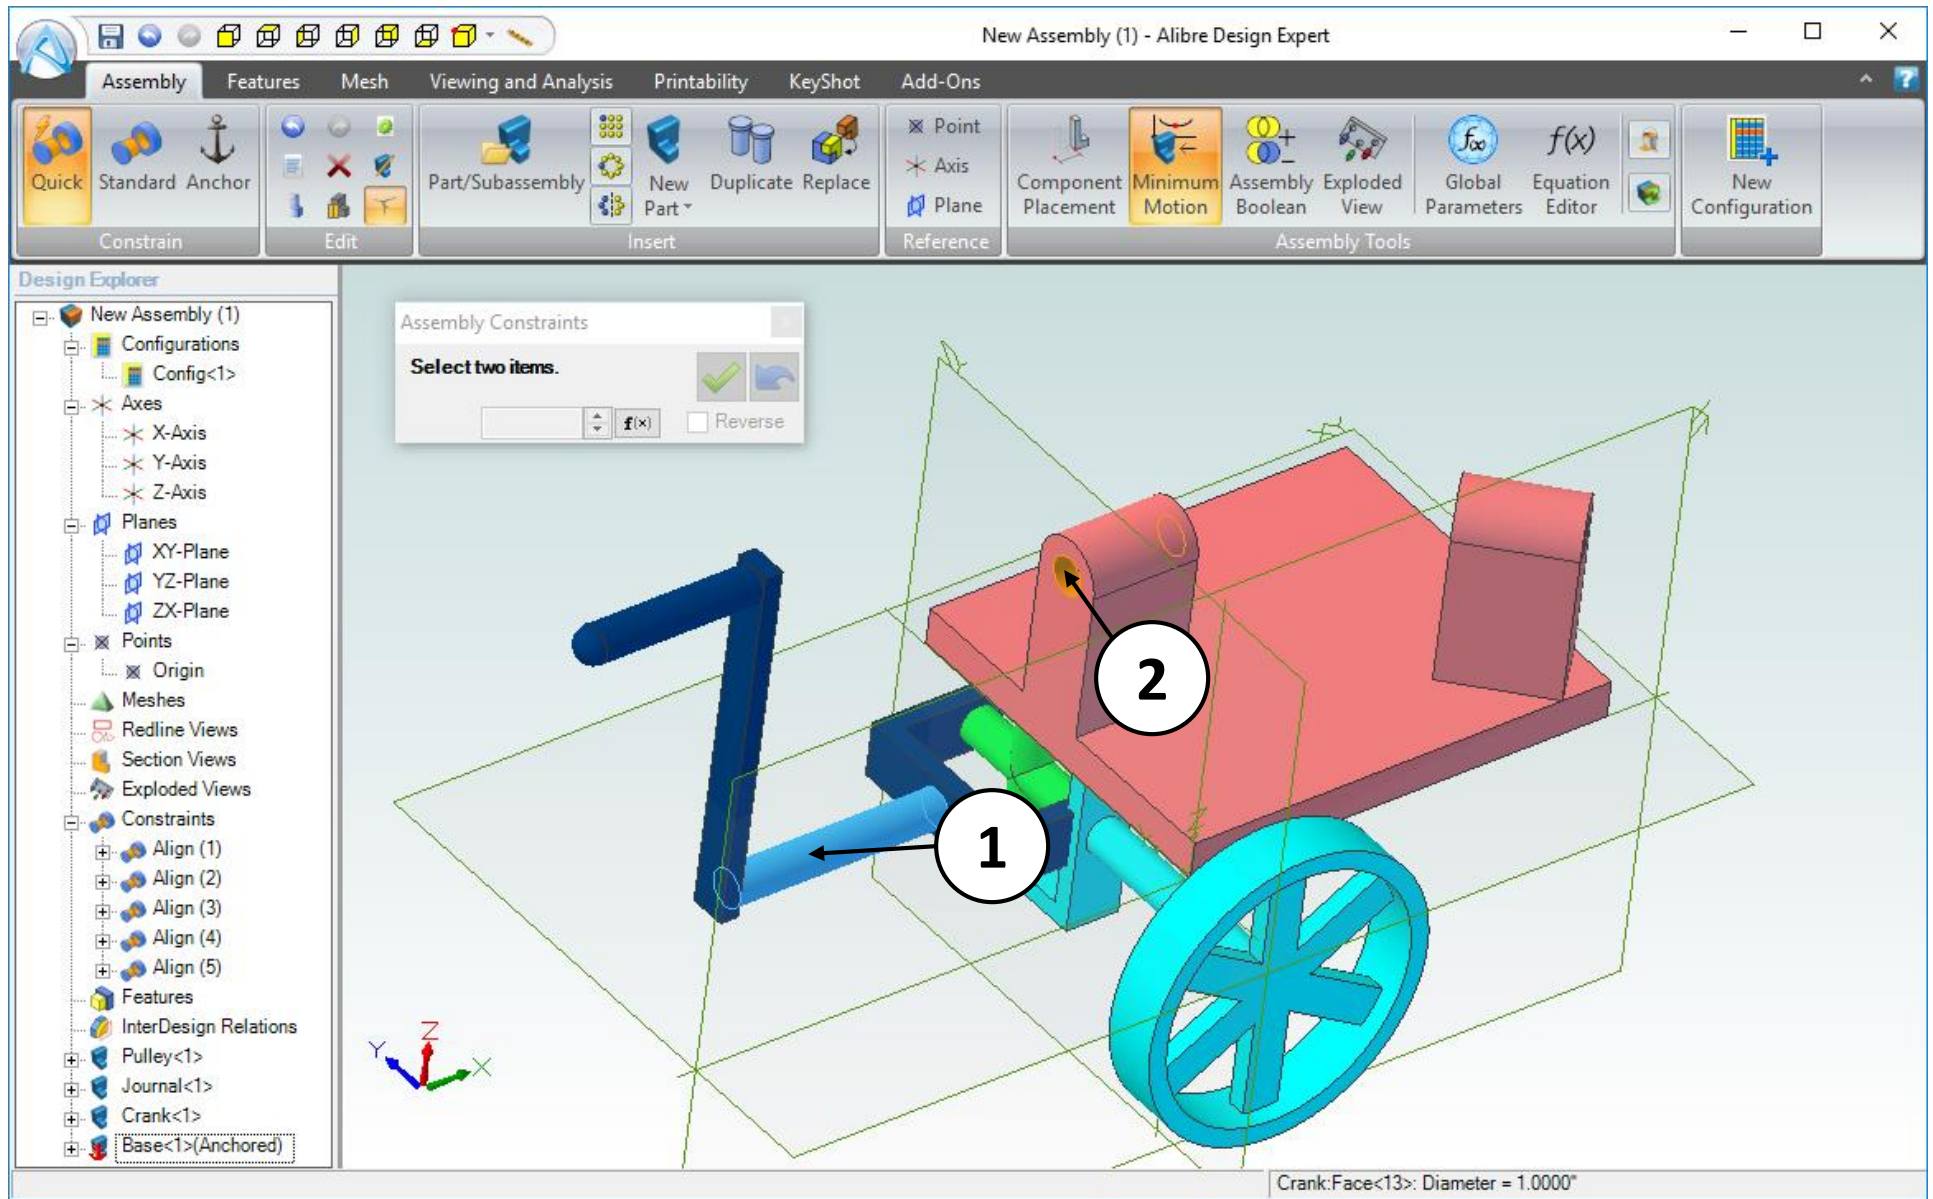 New Assembly (1) - Alibre Design Expert
Assembly Features Mesh Viewing and Analysis Printability KeyShot Add-Ons
?
Quick Standard Anchor
Constrain
Edit
Part/Subassembly New Part Duplicate Replace
Insert
Point
Axis
Plane
Reference
Component Placement Minimum Motion Assembly Boolean Exploded View f(x) Global Parameters f(x) Equation Editor
Assembly Tools
New Configuration
Design Explorer
New Assembly (1)
Configurations
Config<1>
Axes
X-Axis
Y-Axis
Z-Axis
Planes
XY-Plane
YZ-Plane
ZX-Plane
Points
Origin
Meshes
Redline Views
Section Views
Exploded Views
Constraints
Align (1)
Align (2)
Align (3)
Align (4)
Align (5)
Features
InterDesign Relations
Pulley<1>
Journal<1>
Crank<1>
Base<1>(Anchored)
Assembly Constraints
Select two items.
f(x) Reverse
2
1
Z
Y
X
Crank:Face<13>: Diameter = 1.0000"